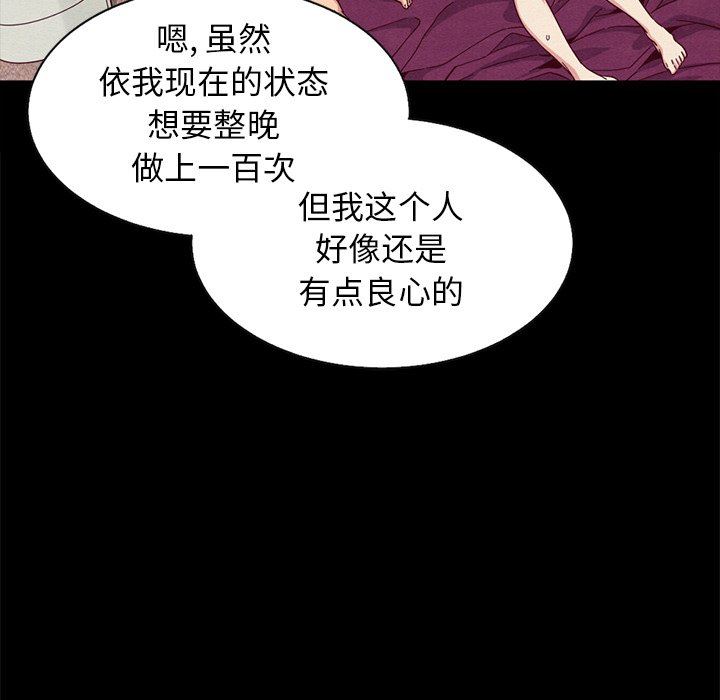 嗯, 虽然
依我现在的状态
想要整晚
做上一百次
但我这个人
好像还是
有点良心的